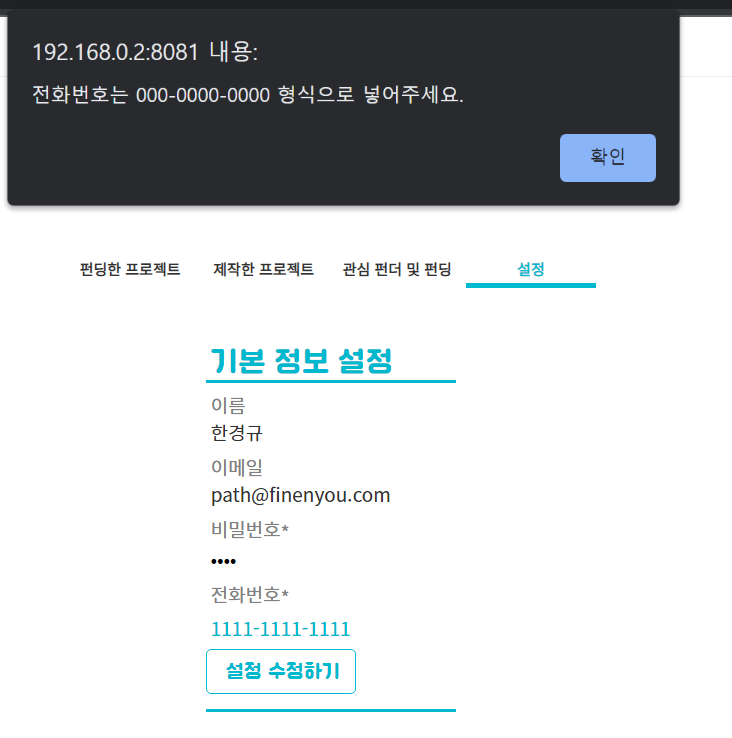 192.168.0.2:8081 내용:
전화번호는 000-0000-0000 형식으로 넣어주세요.
확인
펀딩한 프로젝트 제작한 프로젝트 관심 펀더 및 펀딩 설정
기본 정보 설정
이름
한경규
이메일
path@finenyou.com
비밀번호*
••••
전화번호*
1111-1111-1111
설정 수정하기